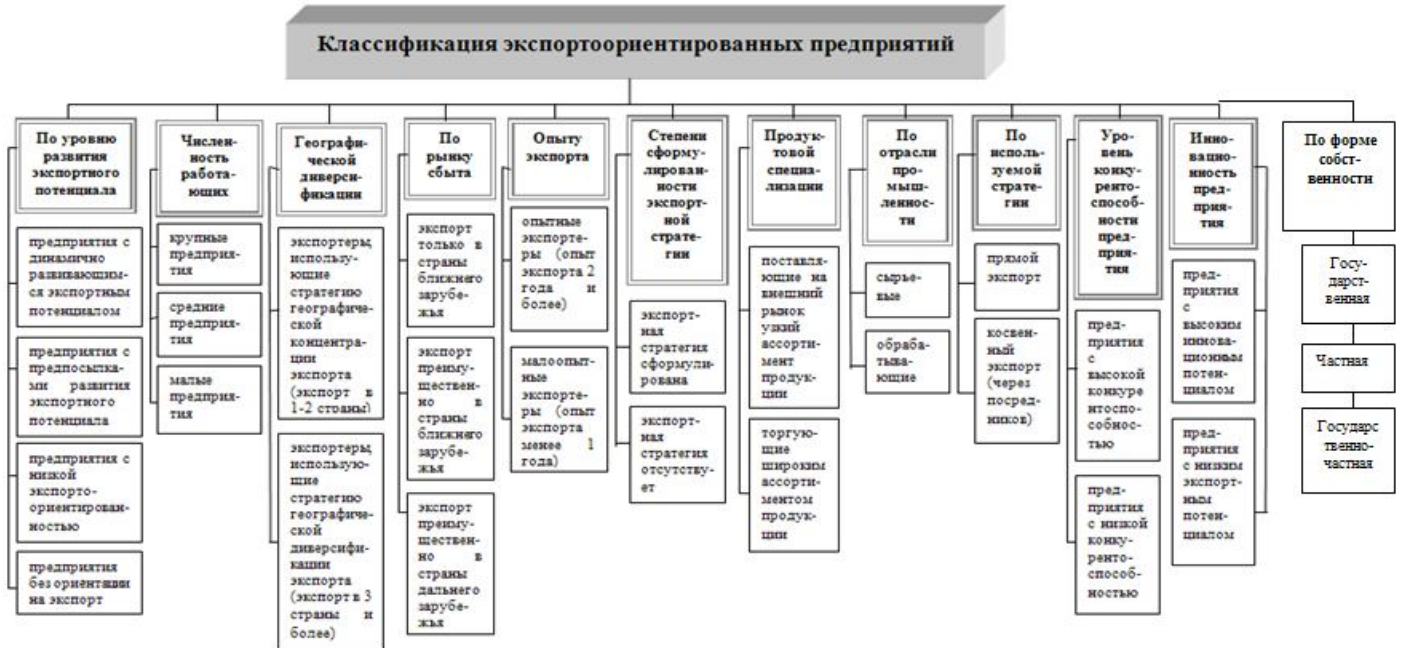 Классификация экспортоориентированных предприятий
По уровню
развития
экспортного
потенциала
предприятия с
динамично
развивающим-
ся экспортным
потенциалом
предприятия с
предпосылка-
ми развития
экспортного
потенциала
предприятия с
низкой
экспорто-
ориентирован-
ностью
предприятия
без ориентации
на экспорт
Числен-
ность
работа-
ющих
крупные
предприя-
тия
средние
предприя-
тия
малые
предприя-
тия
Географи-
ческой
диверси-
фикации
экспортеры,
использу-
ющие
стратегию
географиче-
ской
концентра-
ции
экспорта
(экспорт в
1-2 страны)
экспортеры,
использую-
щие
стратегию
географиче-
ской
диверсифи-
кации
экспорта
(экспорт в 3
страны и
более)
По
рынку
сбыта
экспорт
только в
страны
ближнего
зарубе-
жья
экспорт
преиму-
ществен-
но в
страны
ближнего
зарубе-
жья
экспорт
преиму-
ществен-
но в
страны
дальнего
зарубе-
жья
Опыту
экспорта
опытные
экспорте-
ры (опыт
экспорта 2
года и
более)
малоопыт-
ные
экспорте-
ры (опыт
экспорта
менее 1
года)
Степени
сформу-
лирован-
ности
экспорт-
ной
страте-
гии
экспорт-
ная
стратегия
сформули-
рована
экспорт-
ная
стратегия
отсутству-
ет
Продук-
товой
специа-
лизации
поставля-
ющие на
внешний
рынок
узкий
ассорти-
мент
продук-
ции
торгую-
щие
широким
ассорти-
ментом
продук-
ции
По
отрасли
про-
мыш-
леннос-
ти
сырье-
вые
обраба-
тыва-
ющие
По
исполь-
зуемой
страте-
гии
прямой
экспорт
косвен-
ный
экспорт
(через
посред-
ников)
Уро-
вень
конку-
ренто-
способ-
ности
пред-
прия-
тия
пред-
приятия
с
высокой
конкуре
нтоспо-
собнос-
тью
пред-
приятия
с низкой
конку-
ренто-
способ-
ностью
Инно-
вацион-
ность
пред-
прия-
тия
пред-
приятия
с
высоким
иннова-
ционным
потен-
циалом
пред-
приятия
с низким
экспорт-
ным
потен-
циалом
По форме
собст-
венности
Госу-
дарст-
венная
Частная
Государс
твенно-
частная